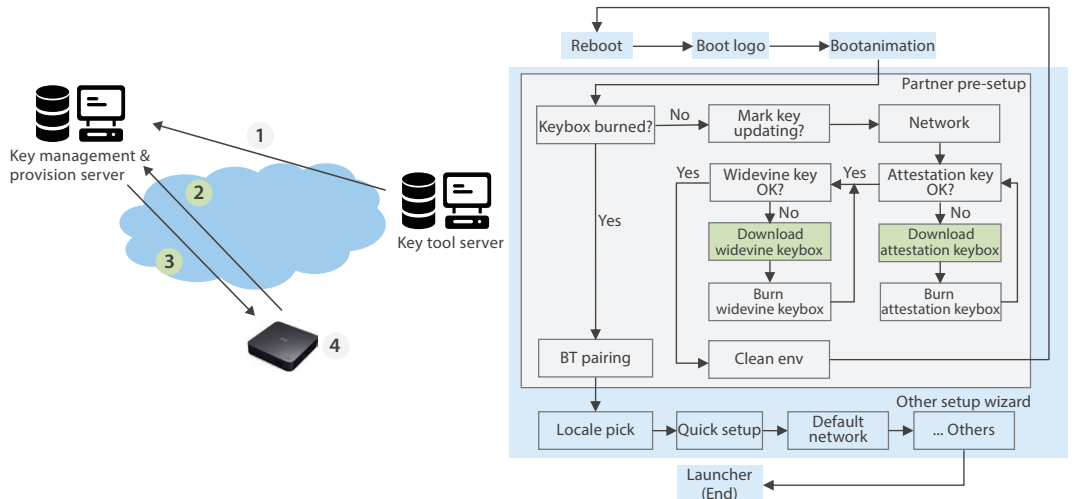 1
Key management &
provision server
2
Key tool server
3
4
Reboot
Boot logo
Bootanimation
Partner pre-setup
Keybox burned?
No
Mark key
updating?
Network
Yes
Widevine key
OK?
Yes
Attestation key
OK?
No
No
Download
widevine keybox
Download
attestation keybox
Burn
widevine keybox
Burn
attestation keybox
BT pairing
Clean env
Other setup wizard
Locale pick
Quick setup
Default
network
... Others
Launcher
(End)